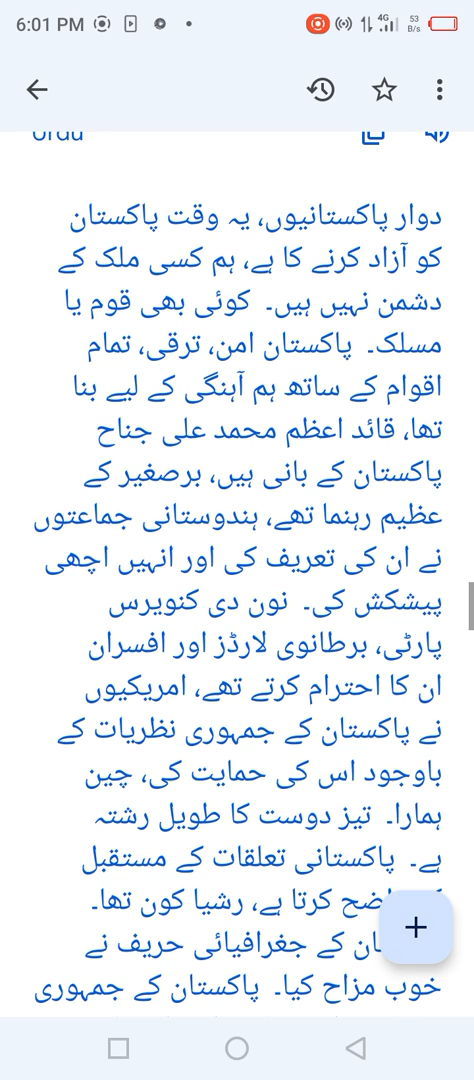 6:01 PM
4G
53 B/s
Urdu
دوار پاکستانیوں، یہ وقت پاکستان
کو آزاد کرنے کا ہے، ہم کسی ملک کے
دشمن نہیں ہیں۔ کوئی بھی قوم یا
مسلک۔ پاکستان امن، ترقی، تمام
اقوام کے ساتھ ہم آہنگی کے لیے بنا
تھا، قائد اعظم محمد علی جناح
پاکستان کے بانی ہیں، برصغیر کے
عظیم رہنما تھے، ہندوستانی جماعتوں
نے ان کی تعریف کی اور انہیں اچھی
پیشکش کی۔ نون دی کنویرس
پارٹی، برطانوی لارڈز اور افسران
ان کا احترام کرتے تھے، امریکیوں
نے پاکستان کے جمہوری نظریات کے
باوجود اس کی حمایت کی، چین
ہمارا۔ تیز دوست کا طویل رشتہ
ہے۔ پاکستانی تعلقات کے مستقبل
کرتا ہے، رشیا کون تھا۔
کے جغرافیائی حریف نے
خوب مزاح کیا۔ پاکستان کے جمہوری